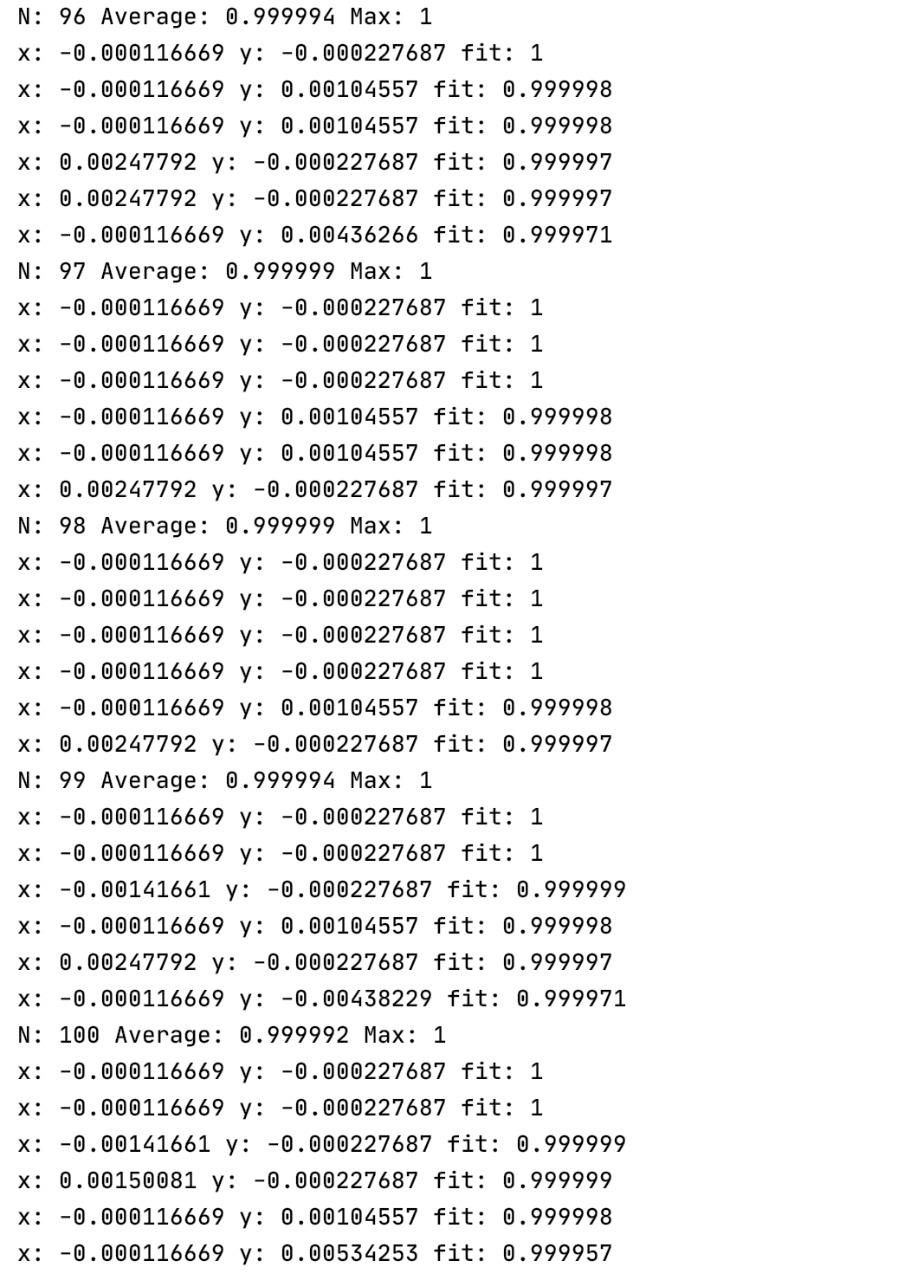 N: 96 Average: 0.999994 Max: 1
x: -0.000116669 y: -0.000227687 fit: 1
x: -0.000116669 y: 0.00104557 fit: 0.999998
x: -0.000116669 y: 0.00104557 fit: 0.999998
x: 0.00247792 y: -0.000227687 fit: 0.999997
x: 0.00247792 y: -0.000227687 fit: 0.999997
x: -0.000116669 y: 0.00436266 fit: 0.999971
N: 97 Average: 0.999999 Max: 1
x: -0.000116669 y: -0.000227687 fit: 1
x: -0.000116669 y: -0.000227687 fit: 1
x: -0.000116669 y: -0.000227687 fit: 1
x: -0.000116669 y: 0.00104557 fit: 0.999998
x: -0.000116669 y: 0.00104557 fit: 0.999998
x: 0.00247792 y: -0.000227687 fit: 0.999997
N: 98 Average: 0.999999 Max: 1
x: -0.000116669 y: -0.000227687 fit: 1
x: -0.000116669 y: -0.000227687 fit: 1
x: -0.000116669 y: -0.000227687 fit: 1
x: -0.000116669 y: -0.000227687 fit: 1
x: -0.000116669 y: 0.00104557 fit: 0.999998
x: 0.00247792 y: -0.000227687 fit: 0.999997
N: 99 Average: 0.999994 Max: 1
x: -0.000116669 y: -0.000227687 fit: 1
x: -0.000116669 y: -0.000227687 fit: 1
x: -0.00141661 y: -0.000227687 fit: 0.999999
x: -0.000116669 y: 0.00104557 fit: 0.999998
x: 0.00247792 y: -0.000227687 fit: 0.999997
x: -0.000116669 y: -0.00438229 fit: 0.999971
N: 100 Average: 0.999992 Max: 1
x: -0.000116669 y: -0.000227687 fit: 1
x: -0.000116669 y: -0.000227687 fit: 1
x: -0.00141661 y: -0.000227687 fit: 0.999999
x: 0.00150081 y: -0.000227687 fit: 0.999999
x: -0.000116669 y: 0.00104557 fit: 0.999998
x: -0.000116669 y: 0.00534253 fit: 0.999957